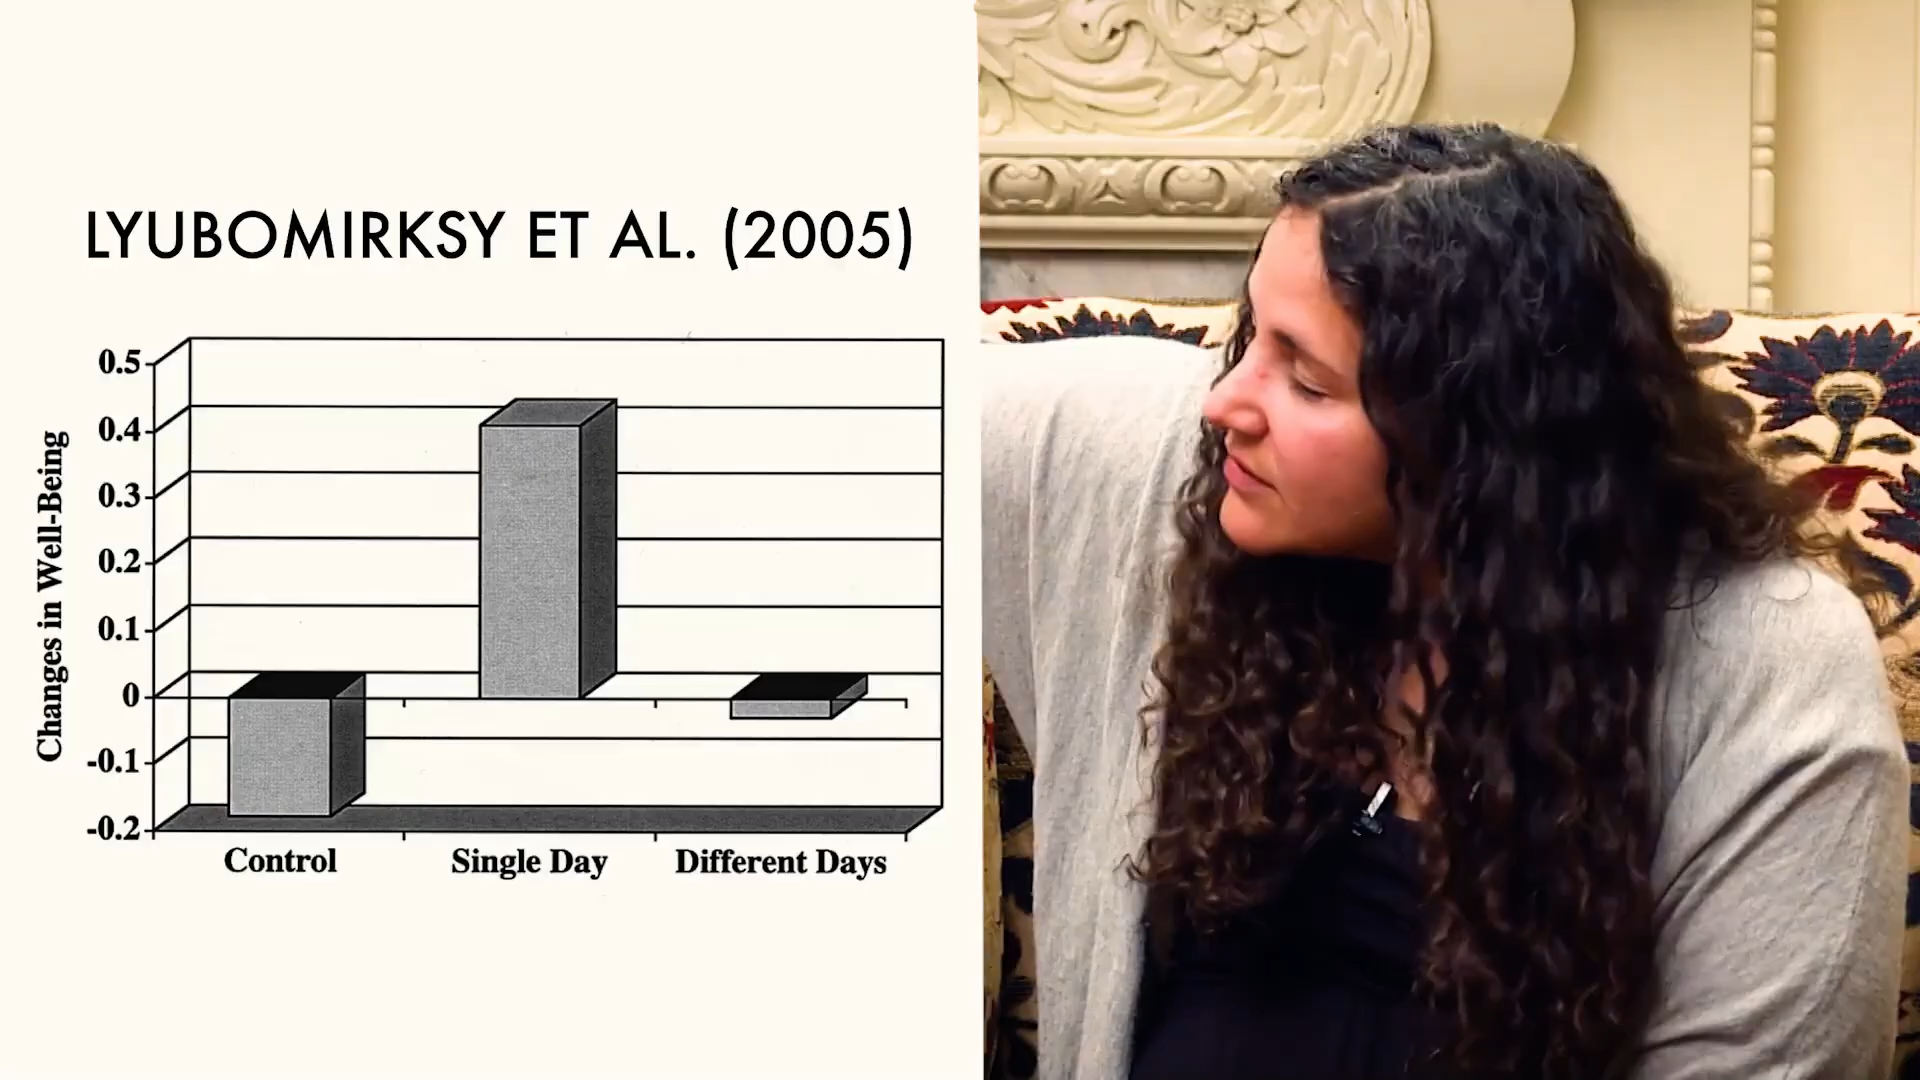 LYUBOMIRKSY ET AL. (2005)
Changes in Well-Being
0.5
0.4
0.3
0.2
0.1
0
-0.1
-0.2
Control Single Day Different Days